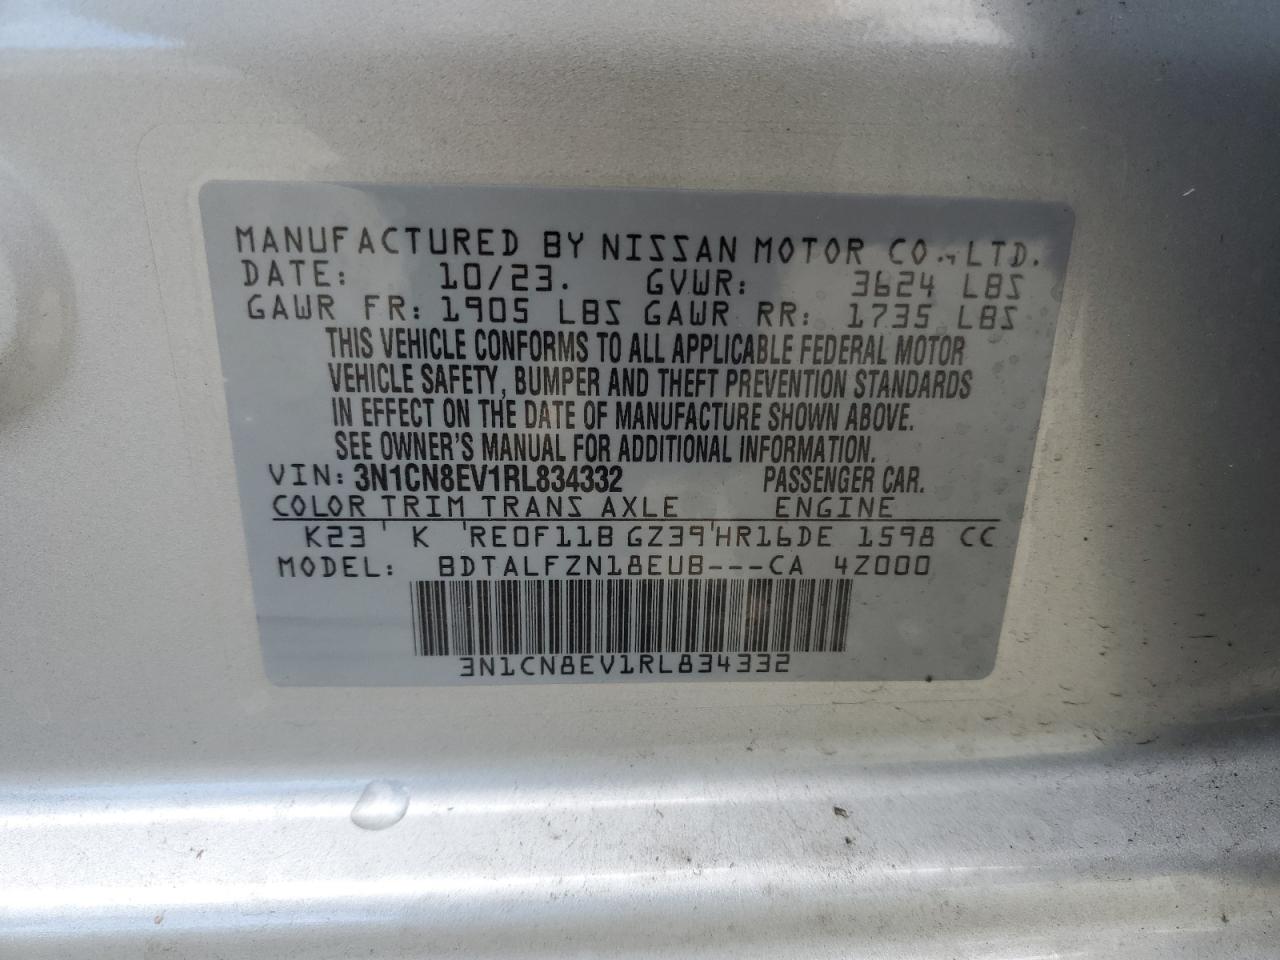 MANUFACTURED BY NISSAN MOTOR CO., LTD.
DATE: 10/23. GVWR: 3624 LBS
GAWR FR: 1905 LBS GAWR RR: 1735 LBS
THIS VEHICLE CONFORMS TO ALL APPLICABLE FEDERAL MOTOR
VEHICLE SAFETY, BUMPER AND THEFT PREVENTION STANDARDS
IN EFFECT ON THE DATE OF MANUFACTURE SHOWN ABOVE.
SEE OWNER'S MANUAL FOR ADDITIONAL INFORMATION.
VIN: 3N1CN8EV1RL834332 PASSENGER CAR.
COLOR TRIM TRANS AXLE ENGINE
K23 K RE0F11B GZ39 HR16DE 1598 CC
MODEL: BDTALFZN18EUB---CA 4Z000
3N1CN8EV1RL834332